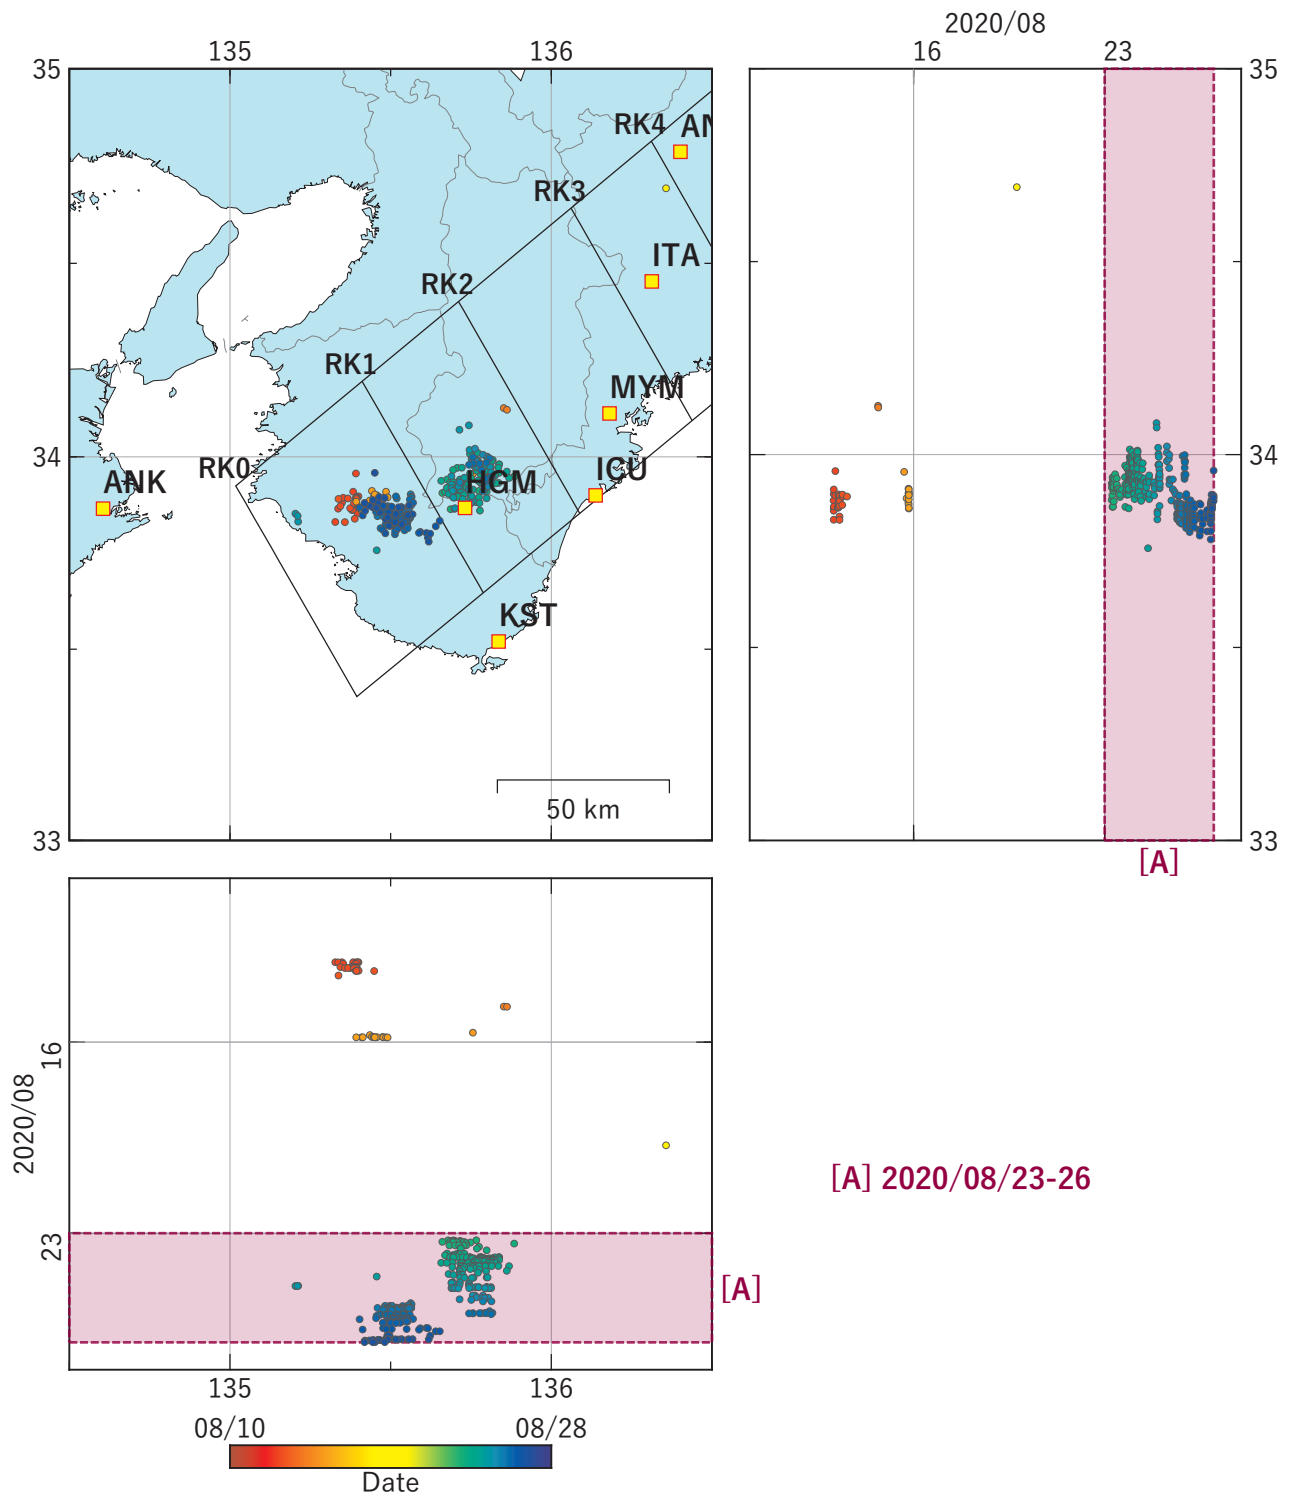 2020/08
135 136 16 23
35 35
RK4 AN
RK3
ITA
RK2
RK1
MYM
34 34
RK0
ANK
HGM
ICU
KST
50 km
33 33
[A]
16
2020/08
23
[A] 2020/08/23-26
[A]
135 136
08/10 08/28
Date